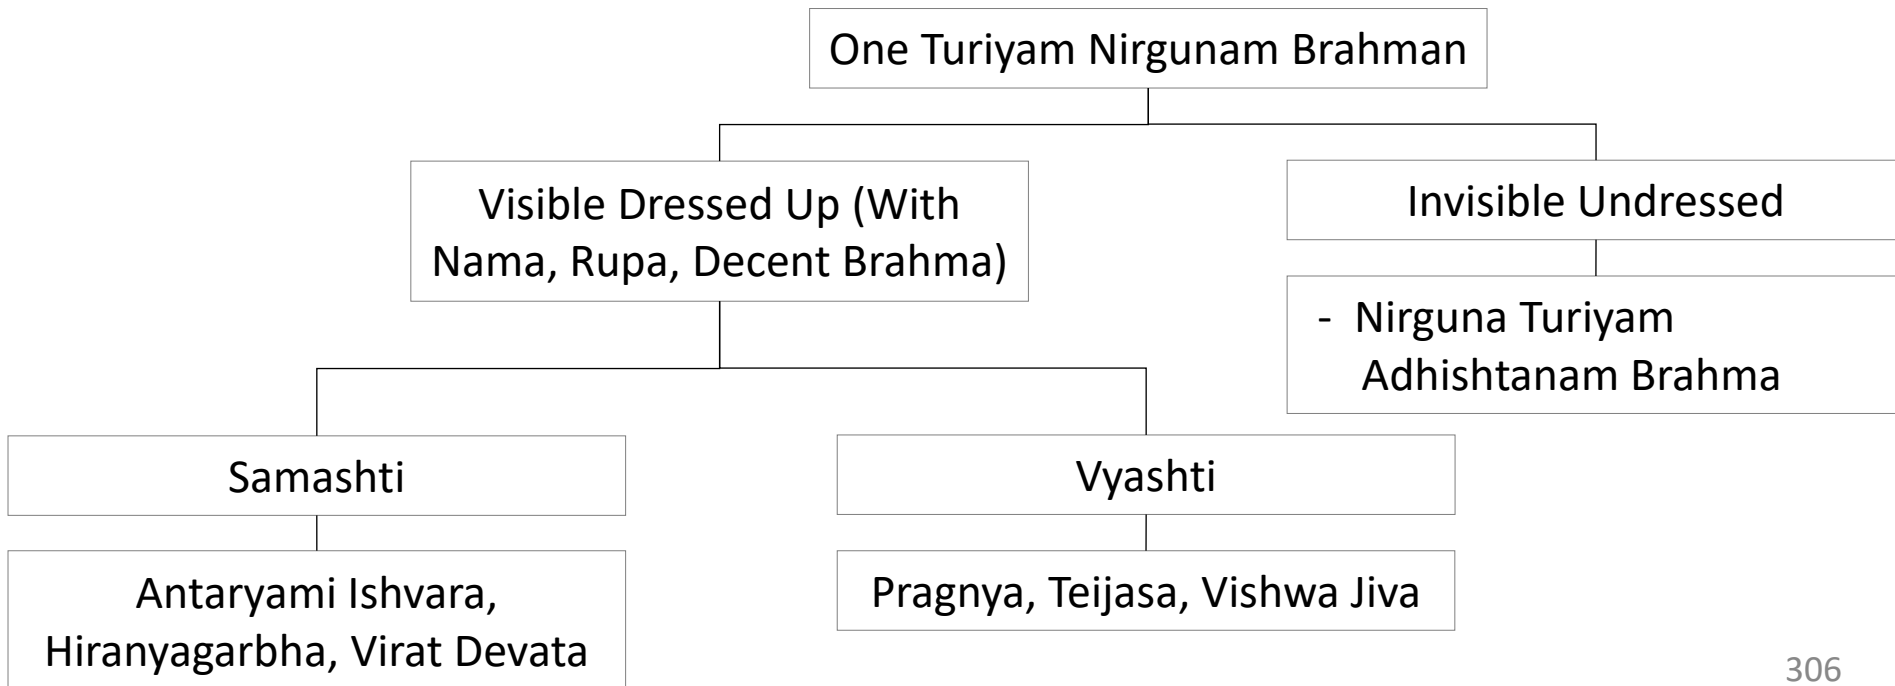 One Turiyam Nirgunam Brahman
Visible Dressed Up (With
Nama, Rupa, Decent Brahma)
Invisible Undressed
- Nirguna Turiyam
Adhishtanam Brahma
Samashti
Vyashti
Antaryami Ishvara,
Hiranyagarbha, Virat Devata
Pragnya, Teijasa, Vishwa Jiva
306